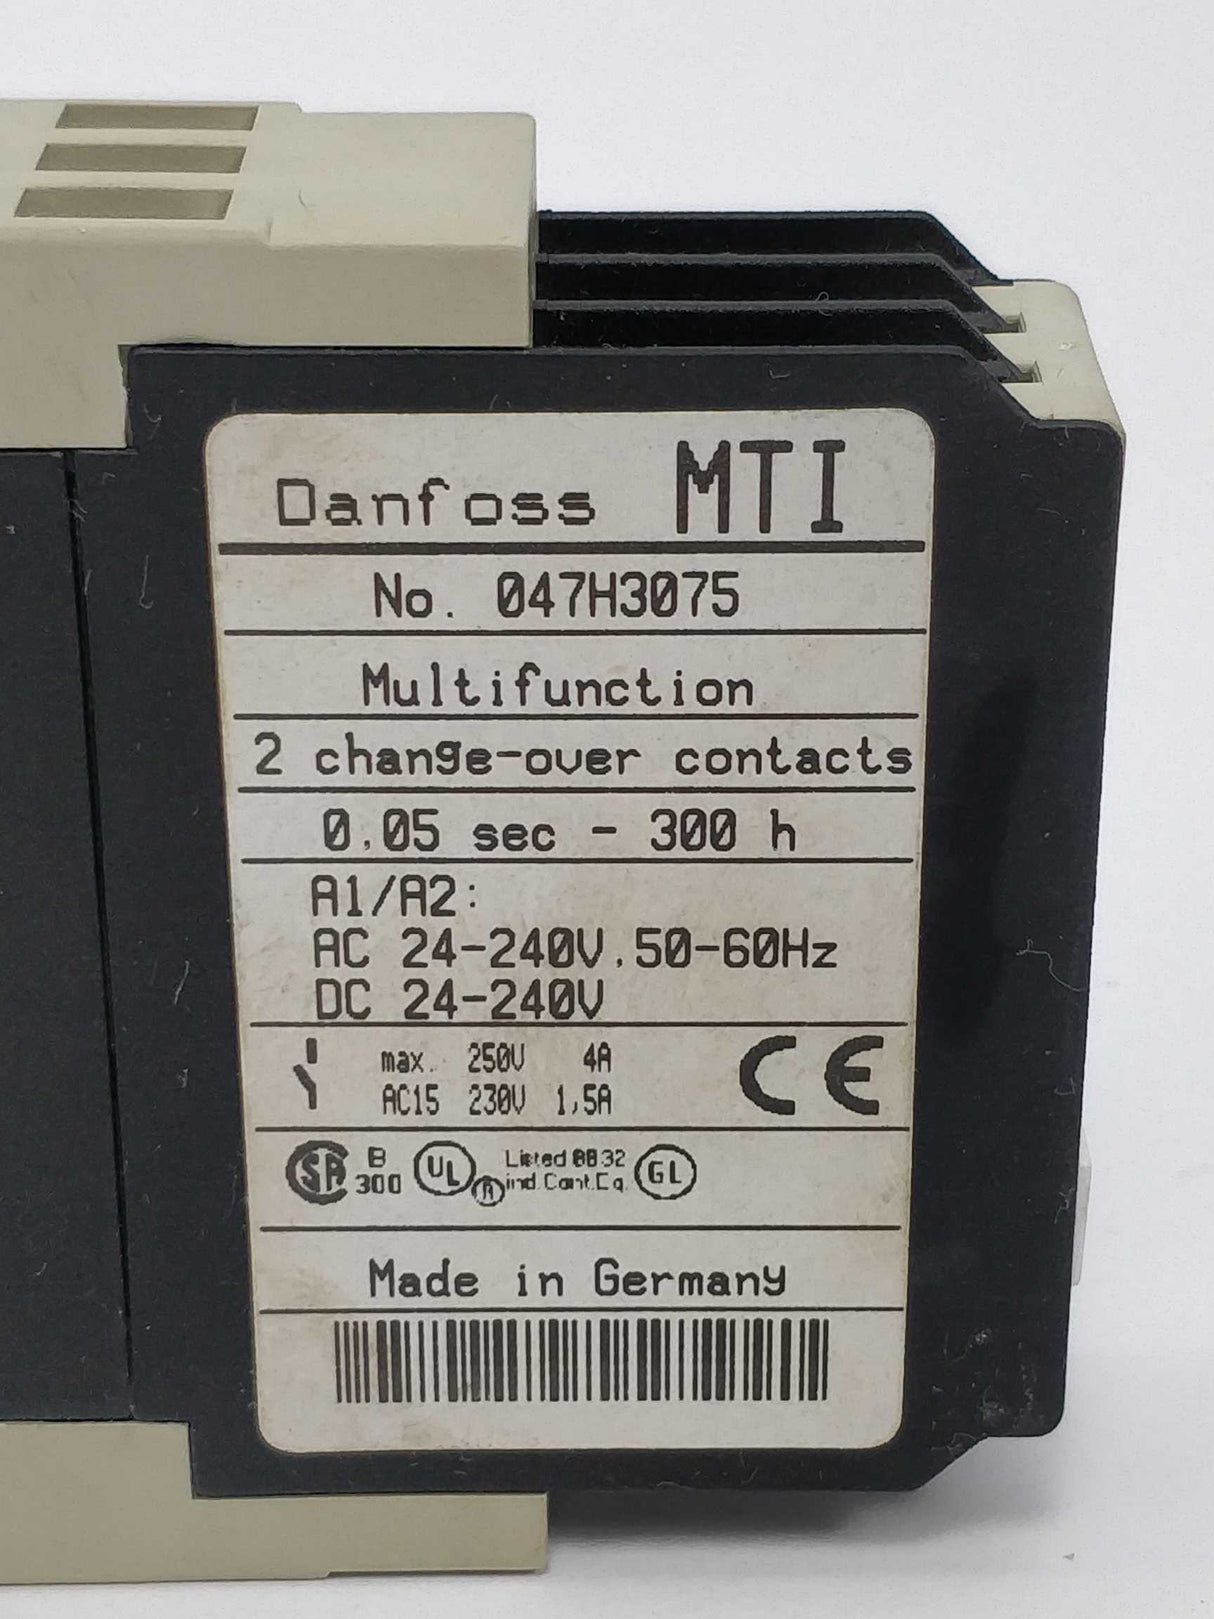 Danfoss MTI
No. 047H3075
Multifunction
2 change-over contacts
0,05 sec - 300 h
A1/A2:
AC 24-240V,50-60Hz
DC 24-240V
max. 250V 4A
AC15 230V 1,5A
CE
SA B 300 UL R Listed GL
ind.Cont.Eq.
Made in Germany